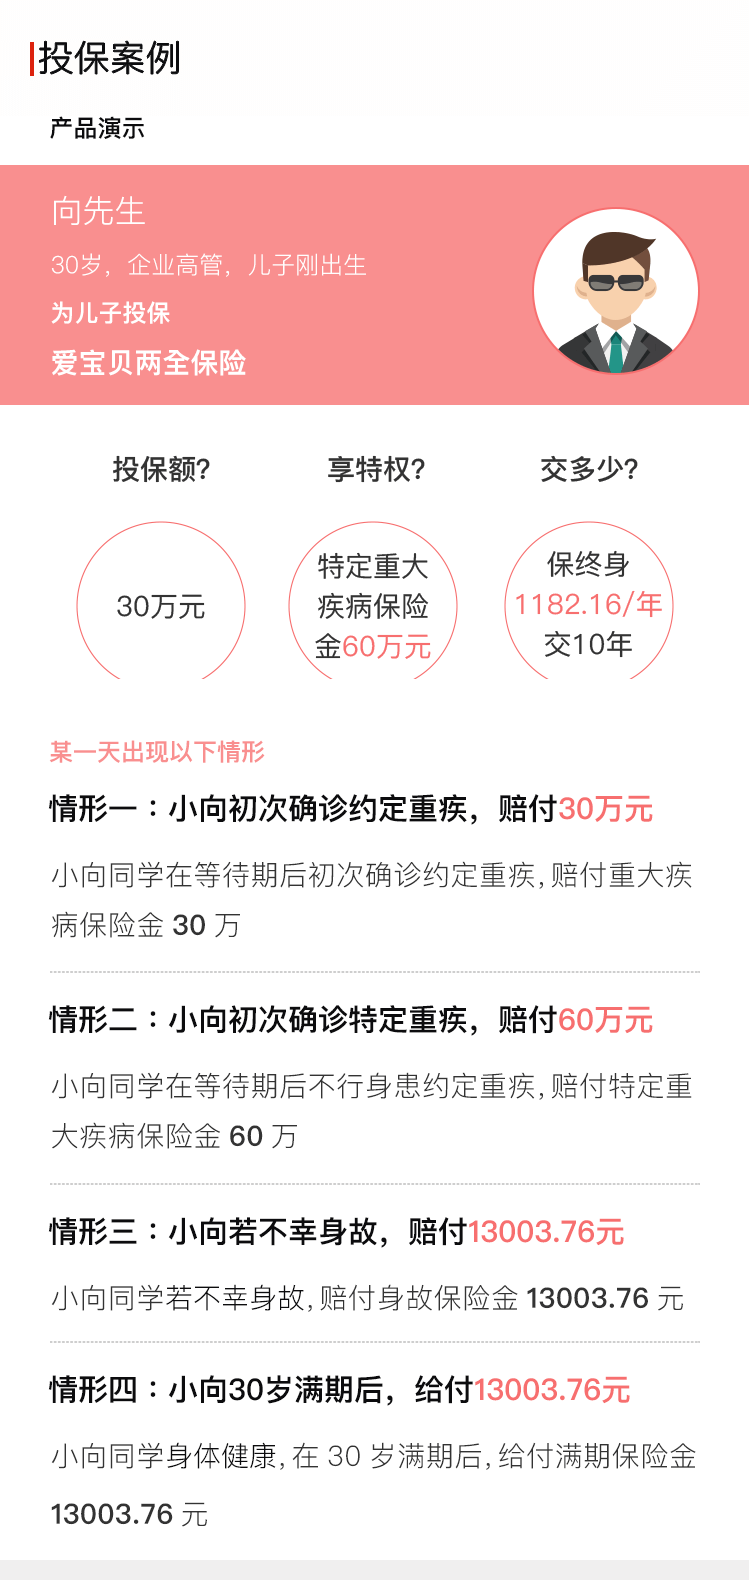 投保案例
产品演示
向先生
30岁，企业高管，儿子刚出生
为儿子投保
爱宝贝两全保险
投保额？ 享特权？ 交多少？
30万元
特定重大
疾病保险
金60万元
保终身
1182.16/年
交10年
某一天出现以下情形
情形一：小向初次确诊约定重疾，赔付30万元
小向同学在等待期后初次确诊约定重疾，赔付重大疾
病保险金 30 万
情形二：小向初次确诊特定重疾，赔付60万元
小向同学在等待期后不行身患约定重疾，赔付特定重
大疾病保险金 60 万
情形三：小向若不幸身故，赔付13003.76元
小向同学若不幸身故，赔付身故保险金 13003.76 元
情形四：小向30岁满期后，给付13003.76元
小向同学身体健康，在 30 岁满期后，给付满期保险金
13003.76 元